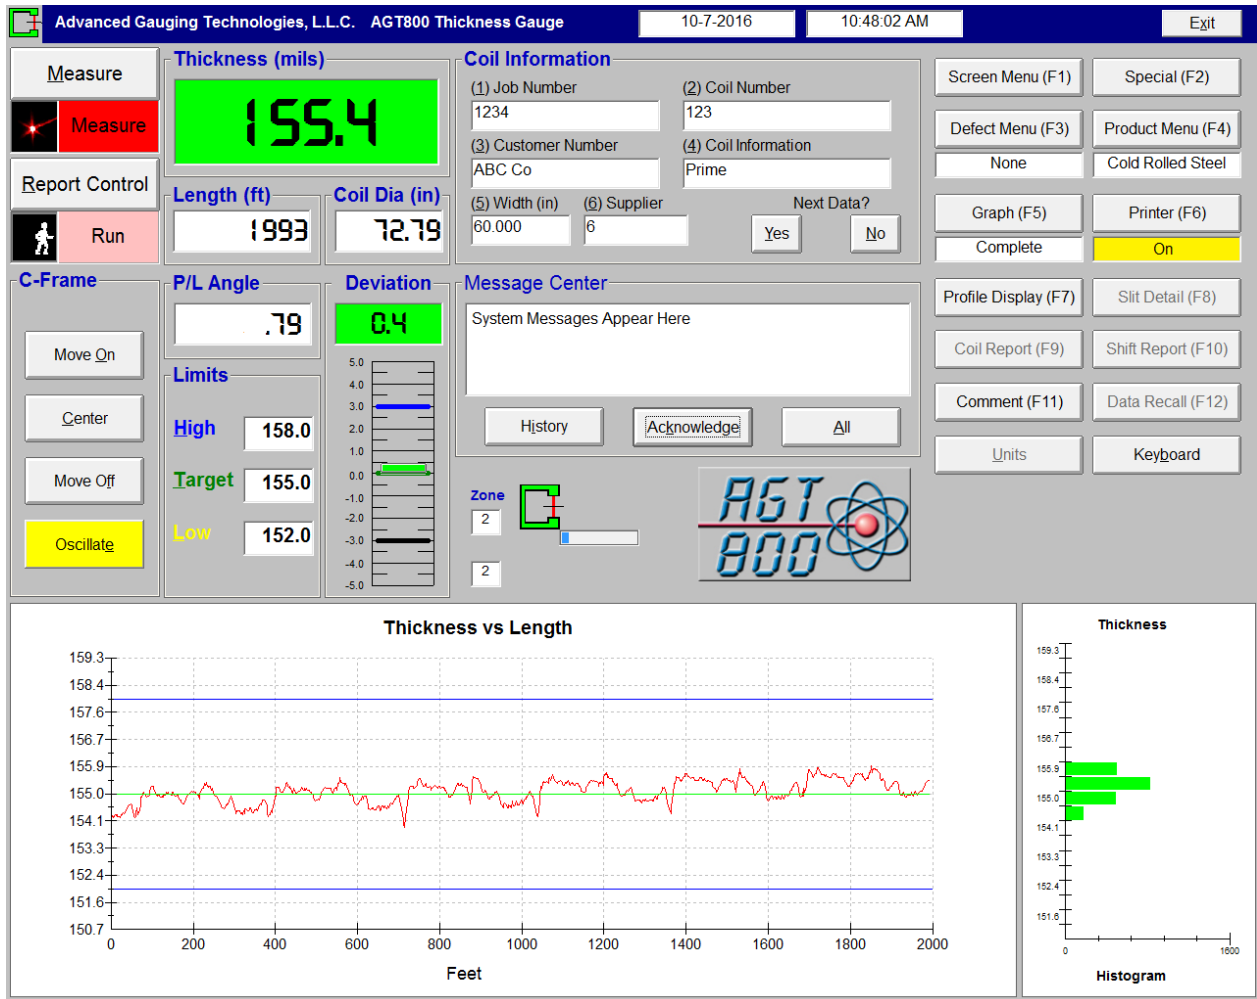 Advanced Gauging Technologies, L.L.C. AGT800 Thickness Gauge
10-7-2016
10:48:02 AM
Exit
Measure
Measure
Report Control
Run
Thickness (mils)
155.4
Length (ft)
1993
Coil Dia (in)
72.79
Coil Information
(1) Job Number
(2) Coil Number
1234
123
(3) Customer Number
(4) Coil Information
ABC Co
Prime
(5) Width (in)
(6) Supplier
Next Data?
60.000
6
Yes
No
Screen Menu (F1)
Special (F2)
Defect Menu (F3)
Product Menu (F4)
None
Cold Rolled Steel
Graph (F5)
Printer (F6)
Complete
On
Profile Display (F7)
Slit Detail (F8)
Coil Report (F9)
Shift Report (F10)
Comment (F11)
Data Recall (F12)
Units
Keyboard
C-Frame
Move On
Center
Move Off
Oscillate
P/L Angle
.79
Limits
High
158.0
Target
155.0
Low
152.0
Deviation
0.4
5.0
4.0
3.0
2.0
1.0
0.0
-1.0
-2.0
-3.0
-4.0
-5.0
Message Center
System Messages Appear Here
History
Acknowledge
All
Zone
2
2
AGT
800
Thickness vs Length
159.3
158.4
157.6
156.7
155.9
155.0
154.1
153.3
152.4
151.6
150.7
0 200 400 600 800 1000 1200 1400 1600 1800 2000
Feet
Thickness
159.3
158.4
157.6
156.7
155.9
155.0
154.1
153.3
152.4
151.6
0 1600
Histogram